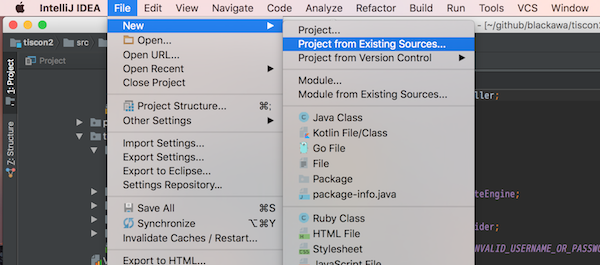 IntelliJ IDEA File Edit View Navigate Code Analyze Refactor Build Run Tools VCS Window
[~/github/blackawa/tiscon2
tiscon2 src
Project
1: Project
Z: Structure
New
Open...
Open URL...
Open Recent
Close Project
Project Structure... ⌘;
Other Settings
Import Settings...
Export Settings...
Export to Eclipse...
Settings Repository...
Save All ⌘S
Synchronize ⌥⌘Y
Invalidate Caches / Restart...
Export to HTML...
Project...
Project from Existing Sources...
Project from Version Control
Module...
Module from Existing Sources...
Java Class
Kotlin File/Class
Go File
File
Package
package-info.java
Ruby Class
HTML File
Stylesheet
JavaScript File
ller;
teEngine;
ider;
NVALID_USERNAME_OR_PASSWO